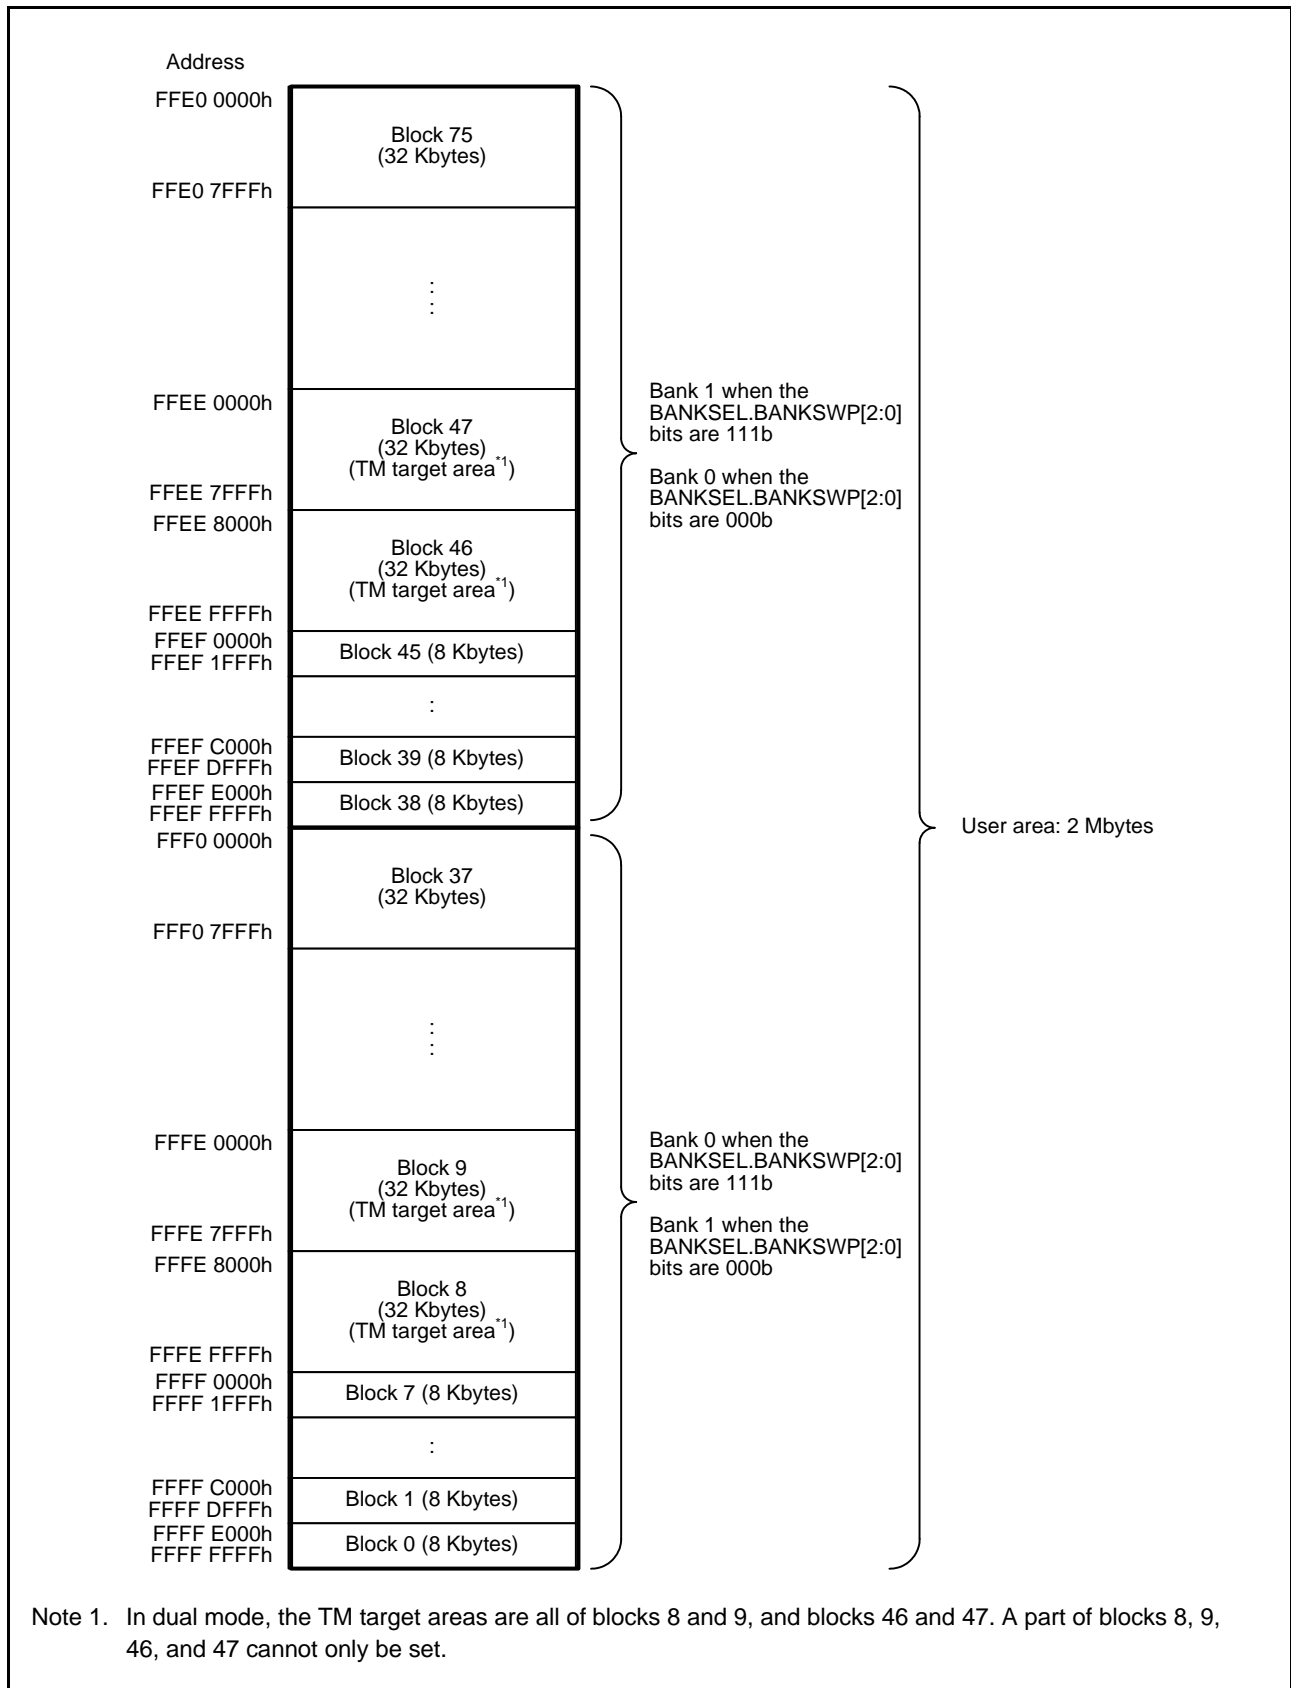 Address
FFE0 0000h
Block 75
(32 Kbytes)
FFE0 7FFFh
:
:
FFEE 0000h
Block 47
(32 Kbytes)
(TM target area*1)
FFEE 7FFFh
FFEE 8000h
Block 46
(32 Kbytes)
(TM target area*1)
FFEE FFFFh
FFEF 0000h
Block 45 (8 Kbytes)
FFEF 1FFFh
:
FFEF C000h
Block 39 (8 Kbytes)
FFEF DFFFh
FFEF E000h
Block 38 (8 Kbytes)
FFEF FFFFh
Bank 1 when the
BANKSEL.BANKSWP[2:0]
bits are 111b
Bank 0 when the
BANKSEL.BANKSWP[2:0]
bits are 000b
FFF0 0000h
Block 37
(32 Kbytes)
FFF0 7FFFh
:
:
FFFE 0000h
Block 9
(32 Kbytes)
(TM target area*1)
FFFE 7FFFh
FFFE 8000h
Block 8
(32 Kbytes)
(TM target area*1)
FFFE FFFFh
FFFF 0000h
Block 7 (8 Kbytes)
FFFF 1FFFh
:
FFFF C000h
Block 1 (8 Kbytes)
FFFF DFFFh
FFFF E000h
Block 0 (8 Kbytes)
FFFF FFFFh
Bank 0 when the
BANKSEL.BANKSWP[2:0]
bits are 111b
Bank 1 when the
BANKSEL.BANKSWP[2:0]
bits are 000b
User area: 2 Mbytes
Note 1. In dual mode, the TM target areas are all of blocks 8 and 9, and blocks 46 and 47. A part of blocks 8, 9,
46, and 47 cannot only be set.